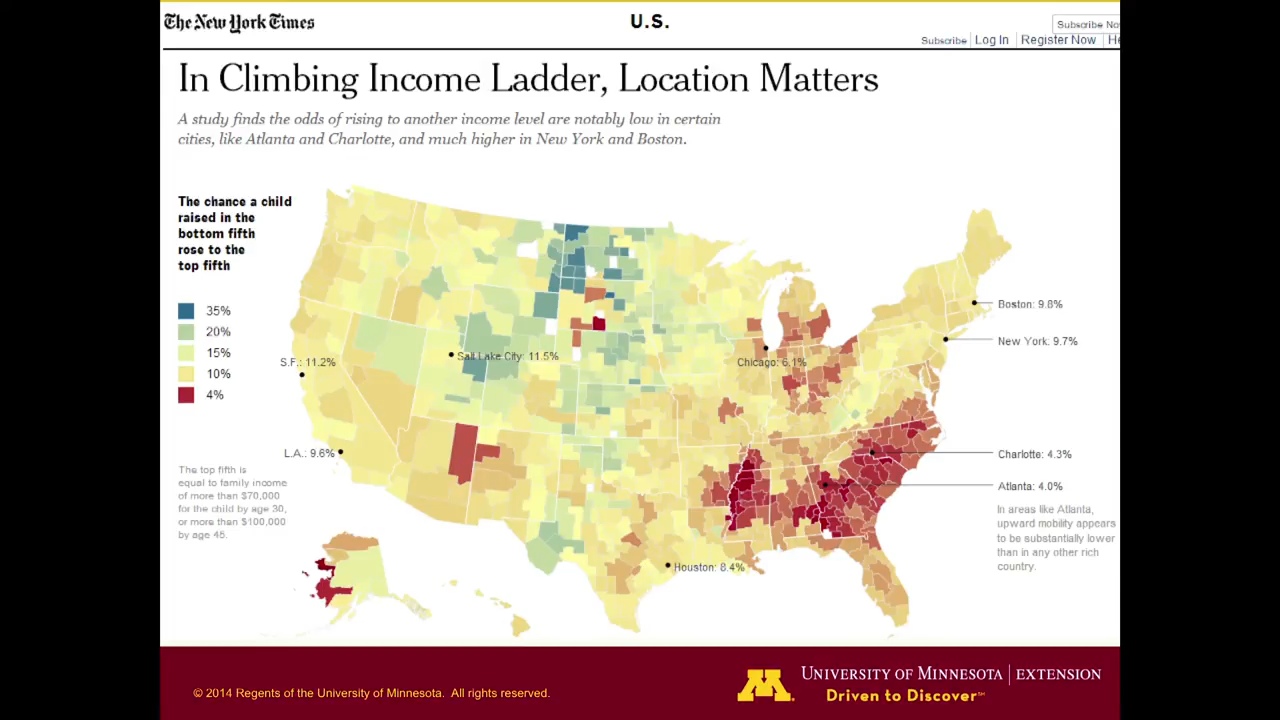 The New York Times
U.S.
Subscribe No
Subscribe Log In Register Now
In Climbing Income Ladder, Location Matters
A study finds the odds of rising to another income level are notably low in certain
cities, like Atlanta and Charlotte, and much higher in New York and Boston.
The chance a child
raised in the
bottom fifth
rose to the
top fifth
35%
20%
15%
10%
4%
Boston: 9.8%
New York: 9.7%
Salt Lake City: 11.5%
S.F.: 11.2%
Chicago: 6.1%
L.A.: 9.6%
Charlotte: 4.3%
Atlanta: 4.0%
The top fifth is
equal to family income
of more than $70,000
for the child by age 30,
or more than $100,000
by age 45.
In areas like Atlanta,
upward mobility appears
to be substantially lower
than in any other rich
country.
Houston: 8.4%
© 2014 Regents of the University of Minnesota. All rights reserved.
M
UNIVERSITY OF MINNESOTA | EXTENSION
Driven to Discover℠